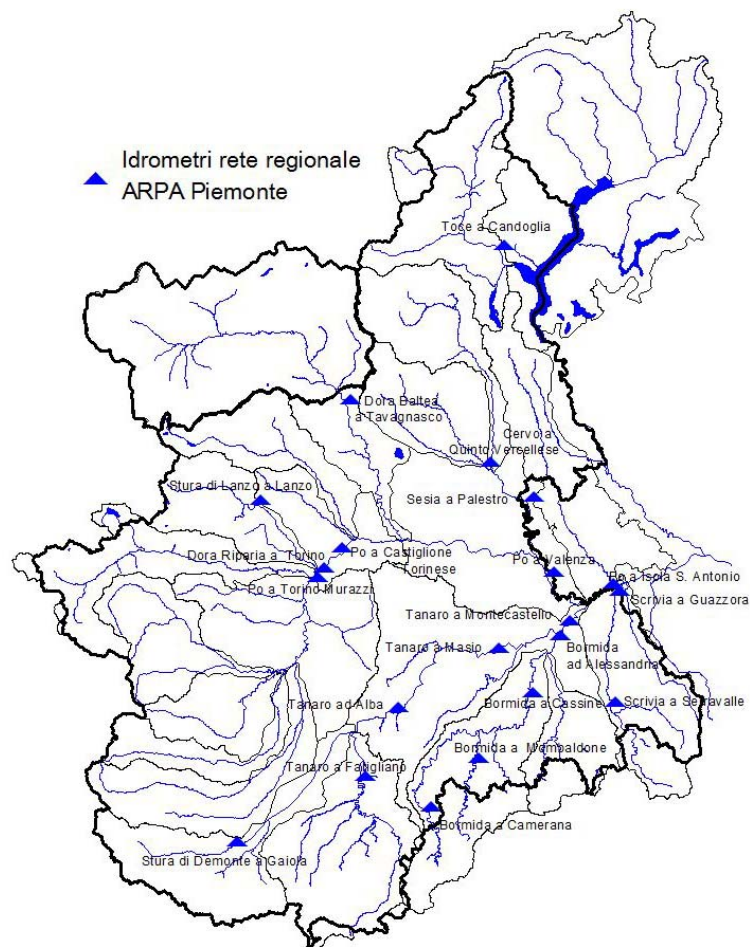 Idrometri rete regionale
ARPA Piemonte
Toce a Candoglia
Dora Baltea
a Tavagnasco
Cervo a
Quinto Vercellese
Stura di Lanzo a Lanzo
Sesia a Palestro
Dora Riparia a Torino
Po a Castiglione
Torinese
Po a Valenza
Po a Isola S. Antonio
Po a Torino Murazzi
Scrivia a Guazzora
Tanaro a Montecastello
Tanaro a Masio
Bormida
ad Alessandria
Tanaro ad Alba
Bormida a Cassine
Scrivia a Serravalle
Bormida a Mombaldone
Tanaro a Farigliano
Bormida a Camerana
Stura di Demonte a Gaiola